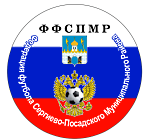 ФФСПМР
Федерация футбола Сергиево-Посадского Муниципального Района